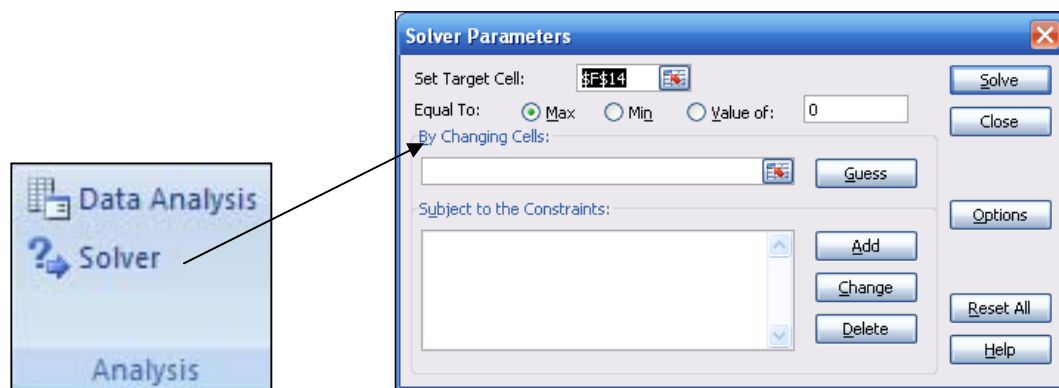 Data Analysis
Solver
Analysis
Solver Parameters
Set Target Cell: $F$14
Equal To: Max Min Value of: 0
By Changing Cells:
Guess
Subject to the Constraints:
Add
Change
Delete
Solve
Close
Options
Reset All
Help